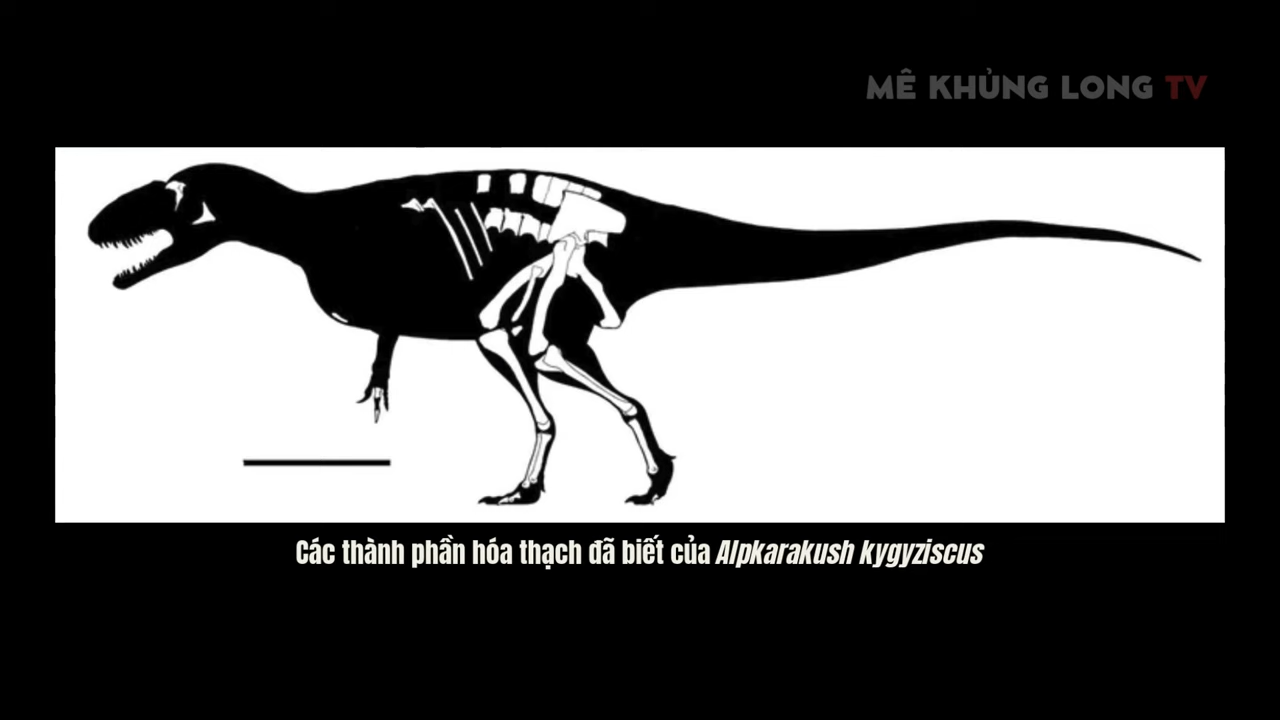 MÊ KHỦNG LONG TV
Các thành phần hóa thạch đã biết của Alpkarakush kygyziscus